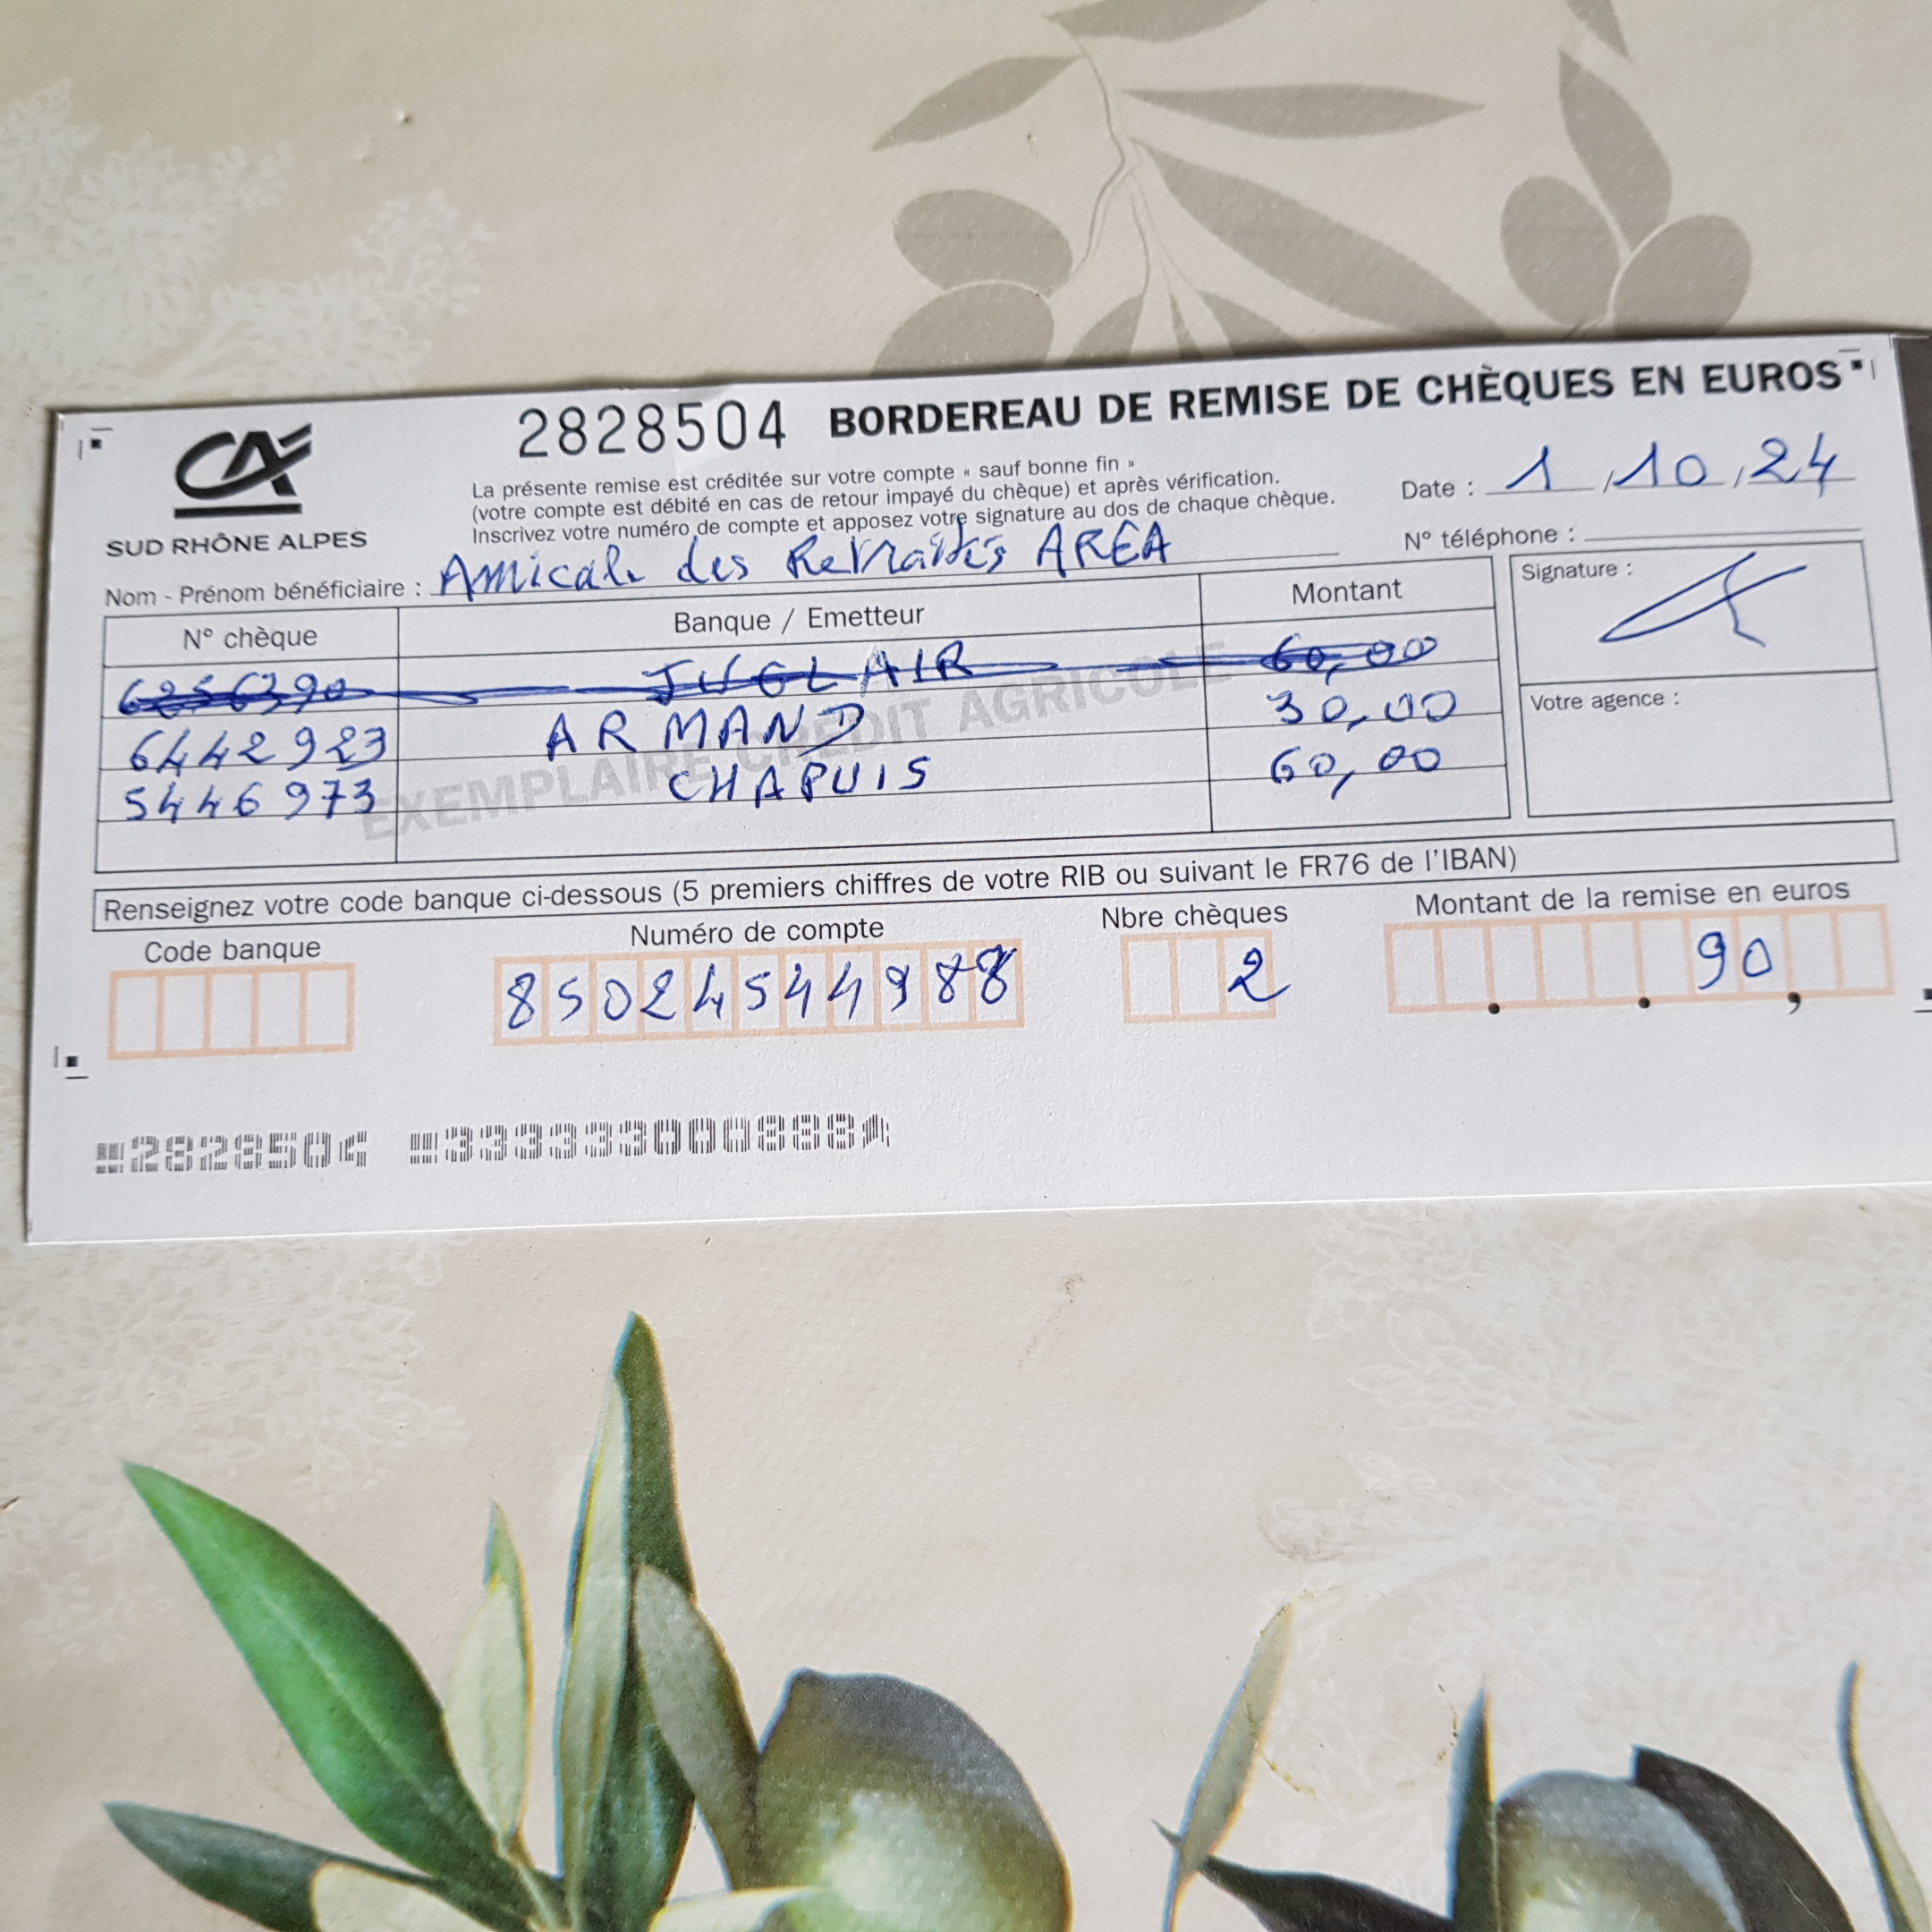 CA
SUD RHÔNE ALPES
2828504 BORDEREAU DE REMISE DE CHÈQUES EN EUROS
La présente remise est créditée sur votre compte « sauf bonne fin »
(votre compte est débité en cas de retour impayé du chèque) et après vérification.
Inscrivez votre numéro de compte et apposez votre signature au dos de chaque chèque.
Date : 1 / 10 / 24
N° téléphone :
Nom - Prénom bénéficiaire : Amicale des Retraités AREA
N° chèque Banque / Emetteur Montant
6256390 JUGLAIR 60,00
6442923 ARMAND 30,00
5446973 CHAPUIS 60,00
EXEMPLAIRE CRÉDIT AGRICOLE
Signature :
Votre agence :
Renseignez votre code banque ci-dessous (5 premiers chiffres de votre RIB ou suivant le FR76 de l'IBAN)
Code banque Numéro de compte Nbre chèques Montant de la remise en euros
85024544988 2 90
2828504 333333000888A